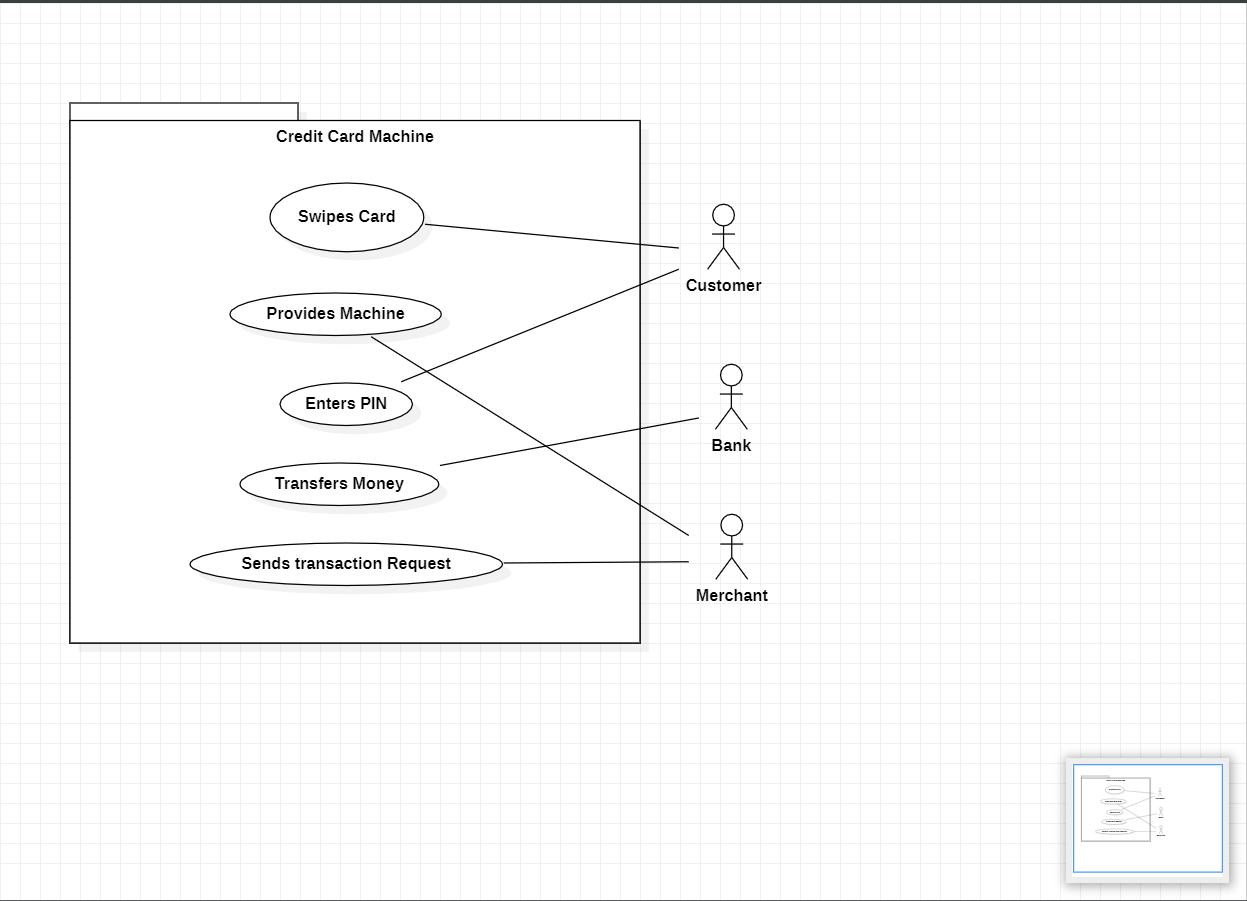 Credit Card Machine
Swipes Card
Customer
Provides Machine
Enters PIN
Bank
Transfers Money
Sends transaction Request
Merchant